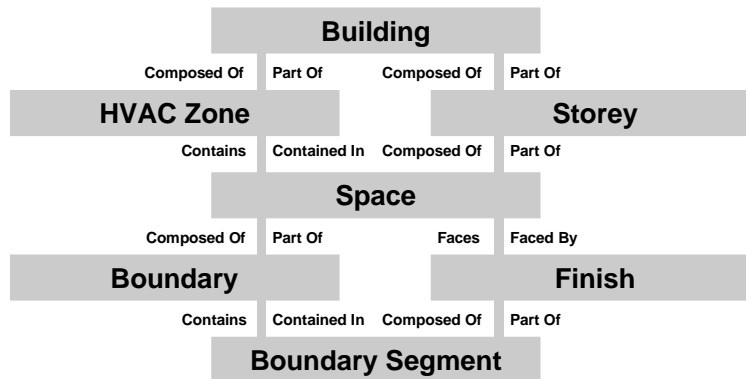 Building
Composed Of Part Of Composed Of Part Of
HVAC Zone Storey
Contains Contained In Composed Of Part Of
Space
Composed Of Part Of Faces Faced By
Boundary Finish
Contains Contained In Composed Of Part Of
Boundary Segment